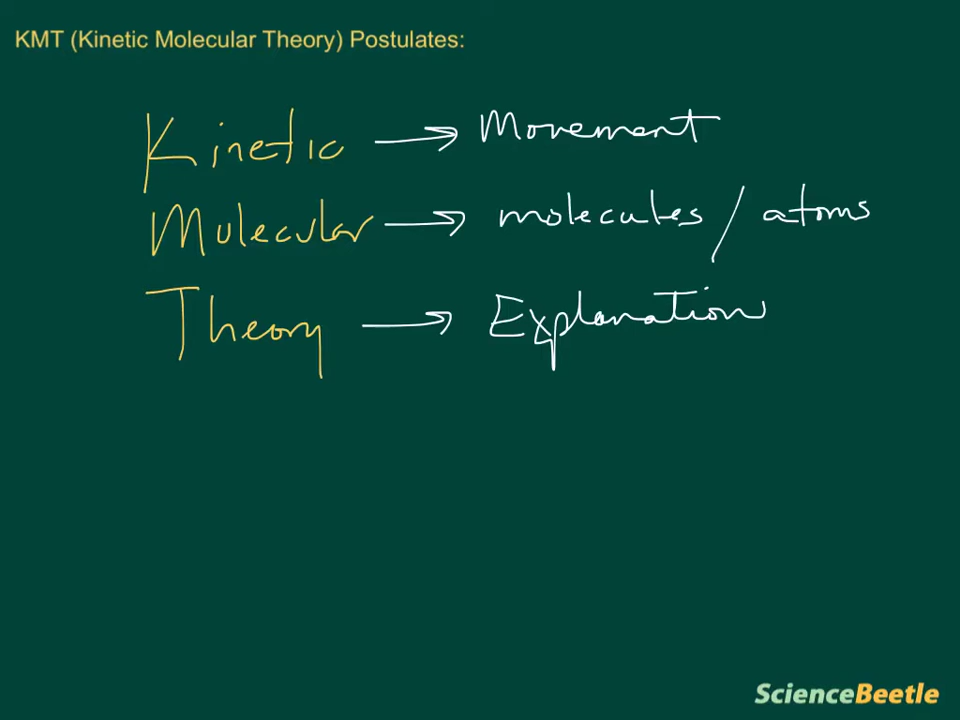 KMT (Kinetic Molecular Theory) Postulates:
Kinetic → Movement
Molecular → molecules / atoms
Theory → Explanation
ScienceBeetle